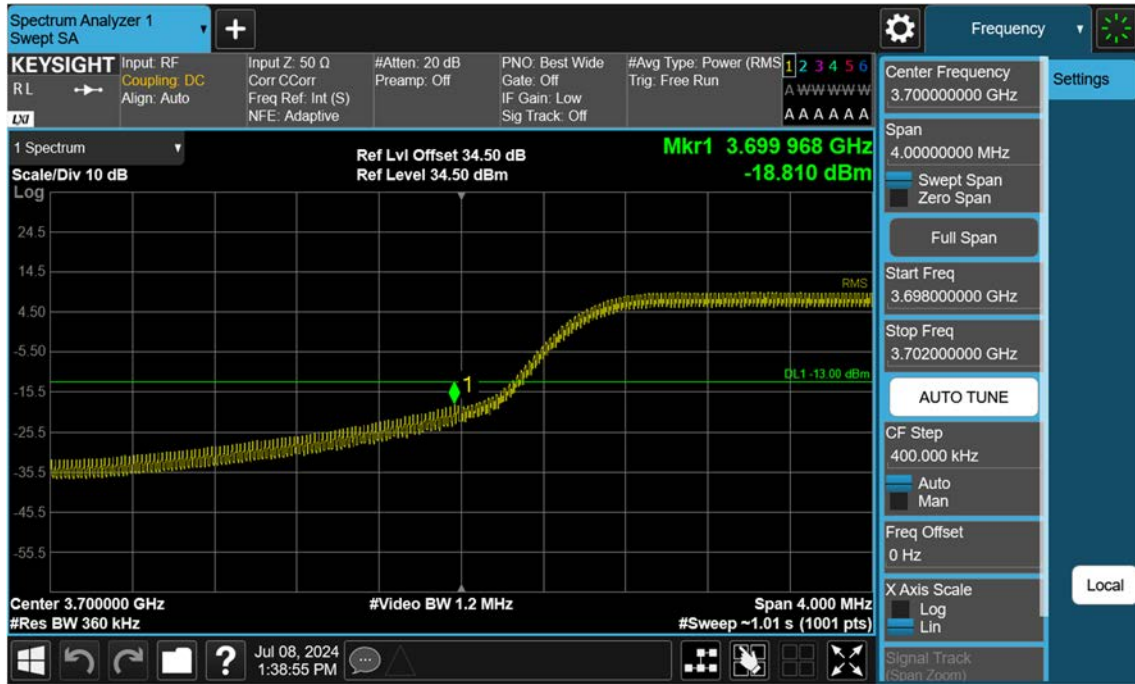 Spectrum Analyzer 1
Swept SA
Frequency
KEYSIGHT
RL
LXI
Input: RF
Coupling: DC
Align: Auto
Input Z: 50 Ω
Corr CCorr
Freq Ref: Int (S)
NFE: Adaptive
#Atten: 20 dB
Preamp: Off
PNO: Best Wide
Gate: Off
IF Gain: Low
Sig Track: Off
#Avg Type: Power (RMS
Trig: Free Run
1 2 3 4 5 6
A W W W W W
A A A A A A
1 Spectrum
Scale/Div 10 dB
Log
Ref Lvl Offset 34.50 dB
Ref Level 34.50 dBm
Mkr1 3.699 968 GHz
-18.810 dBm
24.5
14.5
4.50
-5.50
-15.5
-25.5
-35.5
-45.5
-55.5
RMS
DL1 -13.00 dBm
1
Center 3.700000 GHz
#Res BW 360 kHz
#Video BW 1.2 MHz
Span 4.000 MHz
#Sweep ~1.01 s (1001 pts)
Center Frequency
3.700000000 GHz
Span
4.00000000 MHz
Swept Span
Zero Span
Full Span
Start Freq
3.698000000 GHz
Stop Freq
3.702000000 GHz
AUTO TUNE
CF Step
400.000 kHz
Auto
Man
Freq Offset
0 Hz
X Axis Scale
Log
Lin
Signal Track
(Span Zoom)
Settings
Local
?
Jul 08, 2024
1:38:55 PM